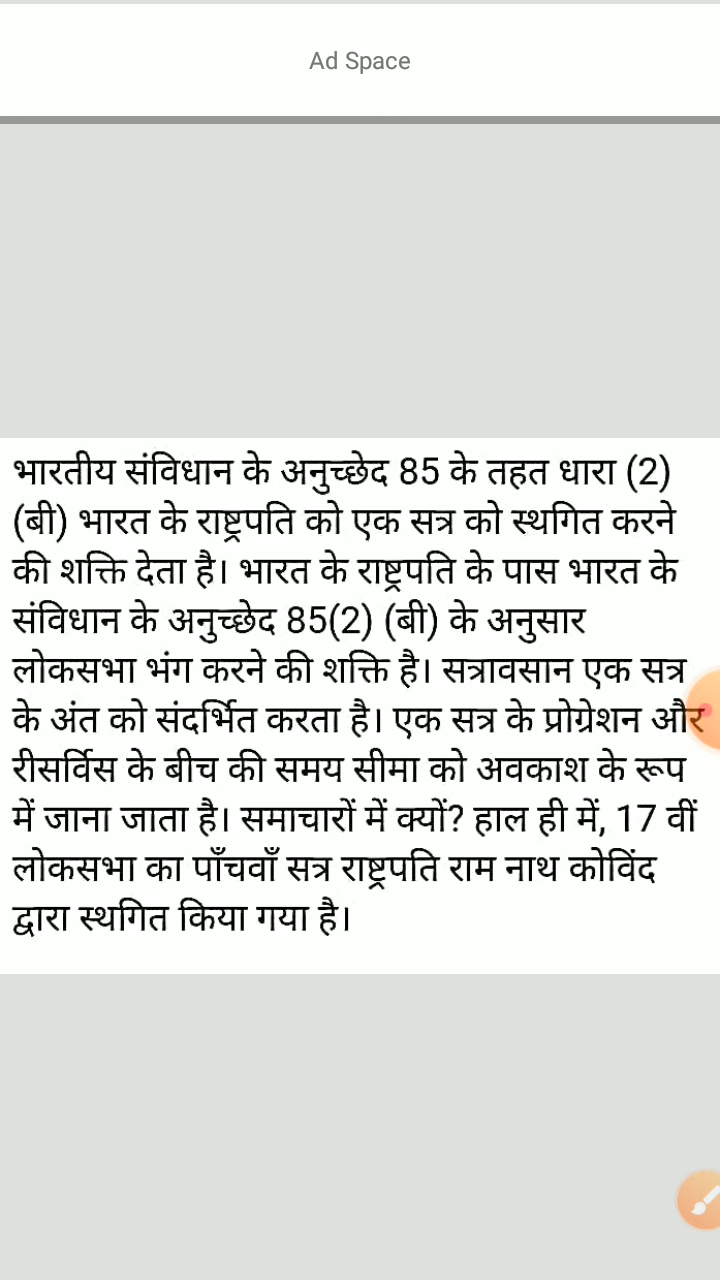 Ad Space
भारतीय संविधान के अनुच्छेद 85 के तहत धारा (2)
(बी) भारत के राष्ट्रपति को एक सत्र को स्थगित करने
की शक्ति देता है। भारत के राष्ट्रपति के पास भारत के
संविधान के अनुच्छेद 85(2) (बी) के अनुसार
लोकसभा भंग करने की शक्ति है। सत्रावसान एक सत्र
के अंत को संदर्भित करता है। एक सत्र के प्रोग्रेशन और
रीसर्विस के बीच की समय सीमा को अवकाश के रूप
में जाना जाता है। समाचारों में क्यों? हाल ही में, 17 वीं
लोकसभा का पाँचवाँ सत्र राष्ट्रपति राम नाथ कोविंद
द्वारा स्थगित किया गया है।